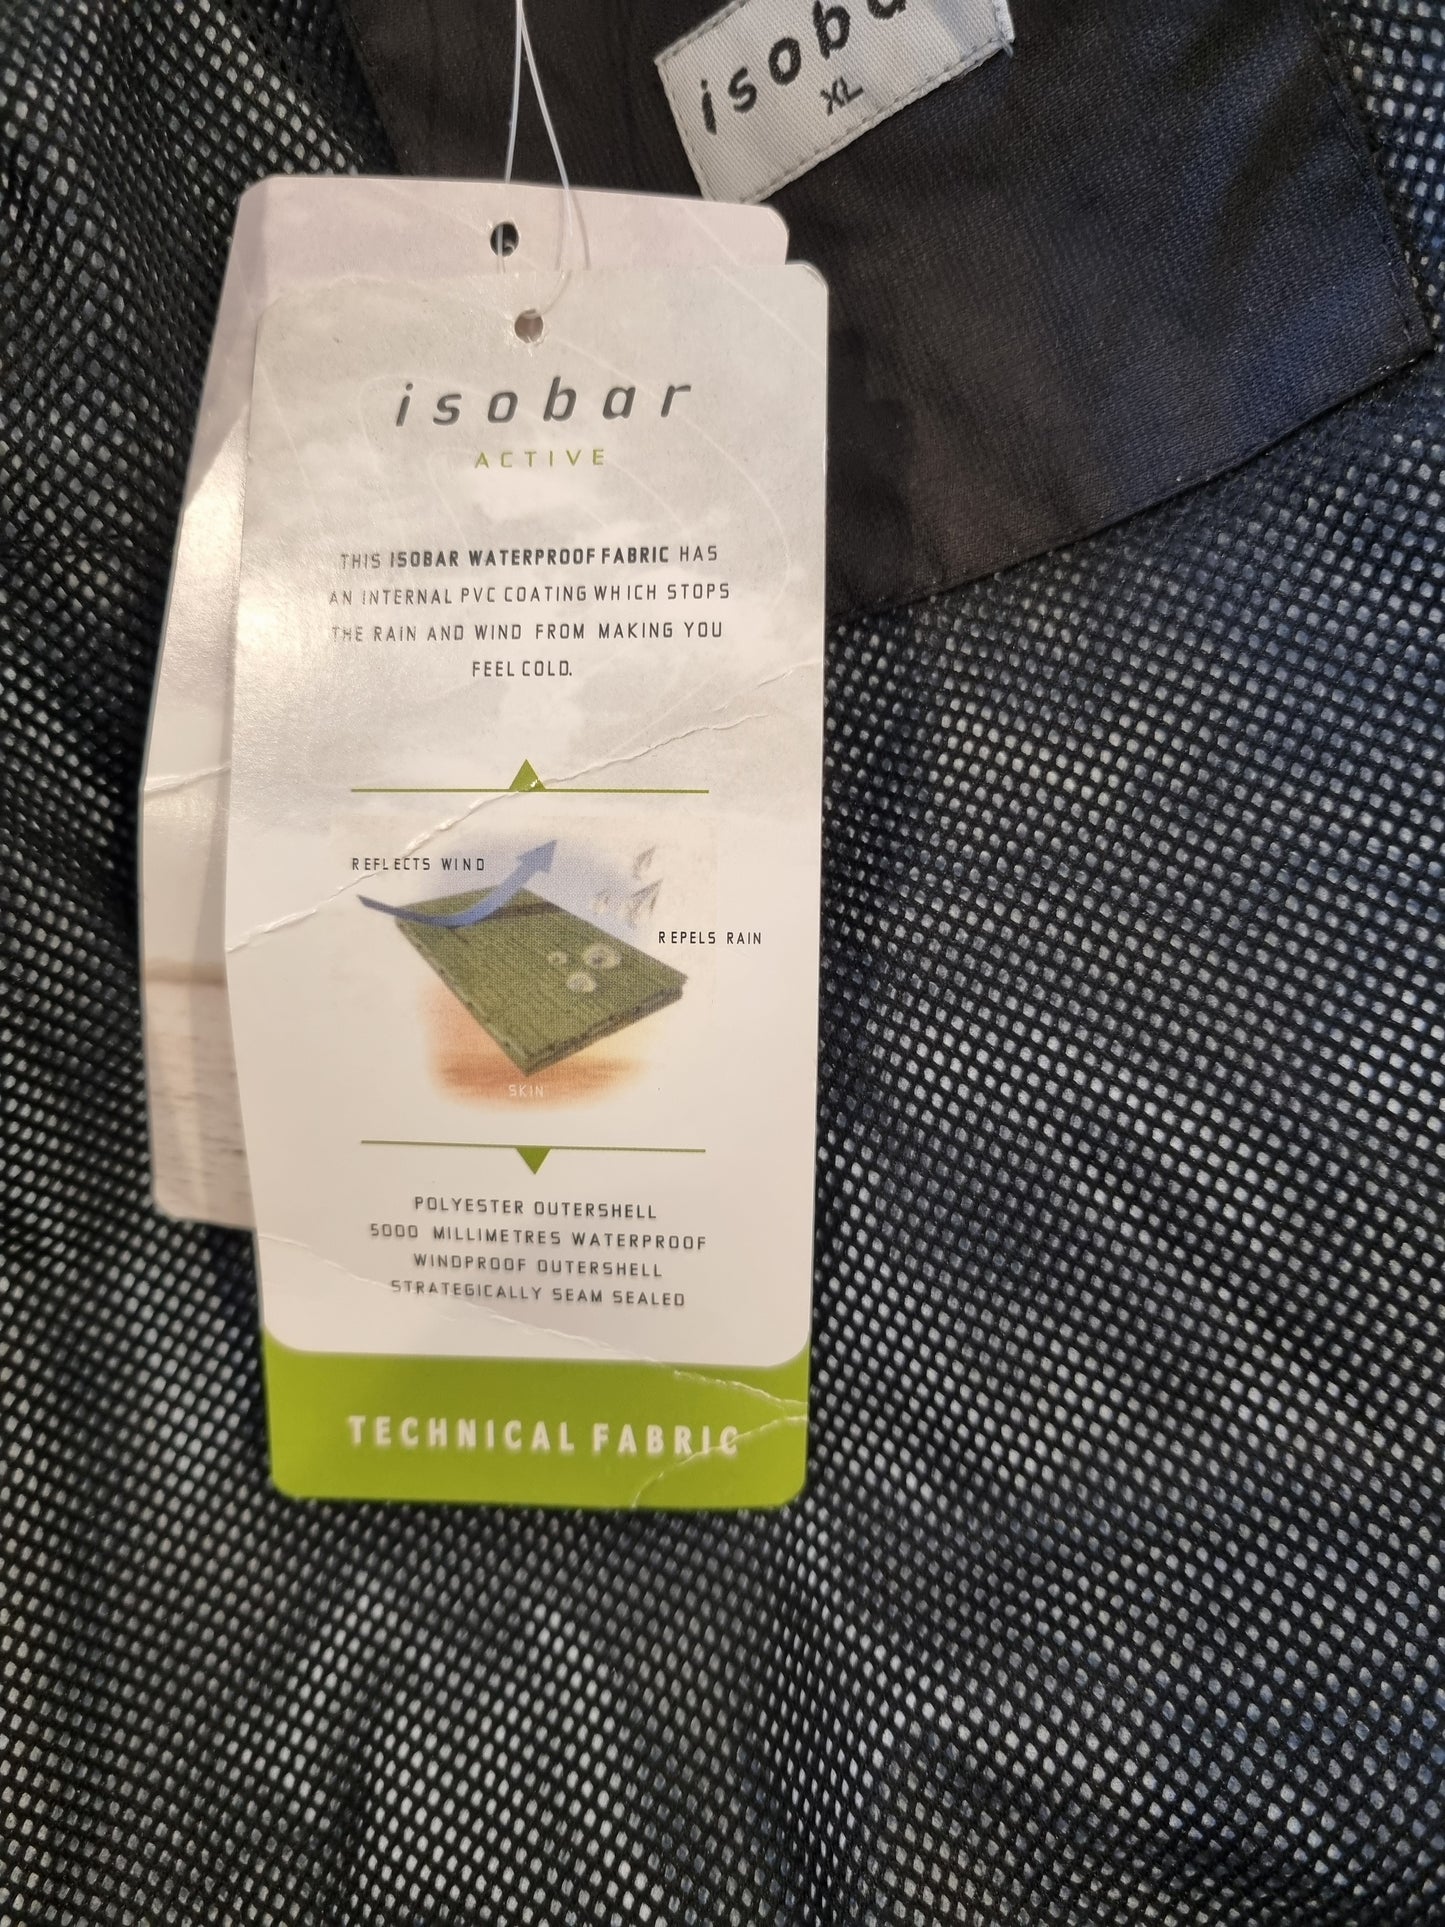 isoba
XL
isobar
ACTIVE
THIS ISOBAR WATERPROOF FABRIC HAS
AN INTERNAL PVC COATING WHICH STOPS
THE RAIN AND WIND FROM MAKING YOU
FEEL COLD.
REFLECTS WIND
REPELS RAIN
SKIN
POLYESTER OUTERSHELL
5000 MILLIMETRES WATERPROOF
WINDPROOF OUTERSHELL
STRATEGICALLY SEAM SEALED
TECHNICAL FABRIC